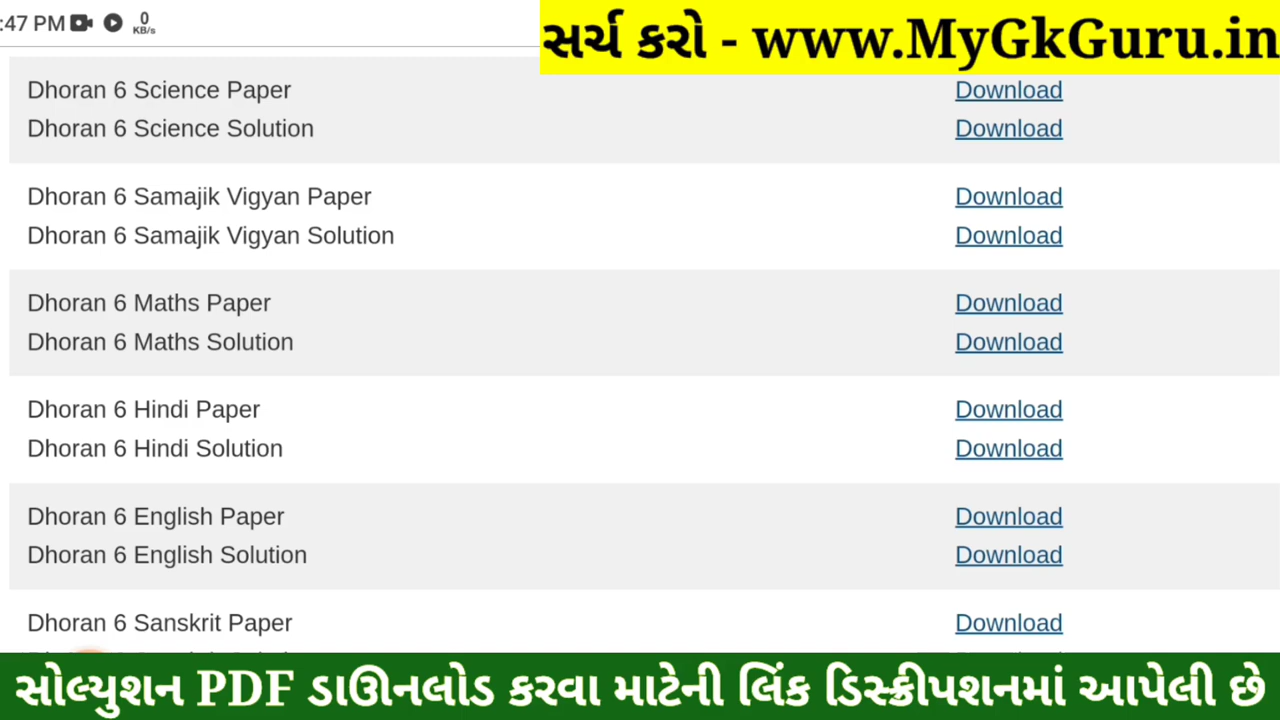 :47 PM 0 KB/s
સર્ચ કરો - www.MyGkGuru.in
Dhoran 6 Science Paper Download
Dhoran 6 Science Solution Download
Dhoran 6 Samajik Vigyan Paper Download
Dhoran 6 Samajik Vigyan Solution Download
Dhoran 6 Maths Paper Download
Dhoran 6 Maths Solution Download
Dhoran 6 Hindi Paper Download
Dhoran 6 Hindi Solution Download
Dhoran 6 English Paper Download
Dhoran 6 English Solution Download
Dhoran 6 Sanskrit Paper Download
સોલ્યુશન PDF ડાઊનલોડ કરવા માટેની લિંક ડિસ્ક્રીપશનમાં આપેલી છે